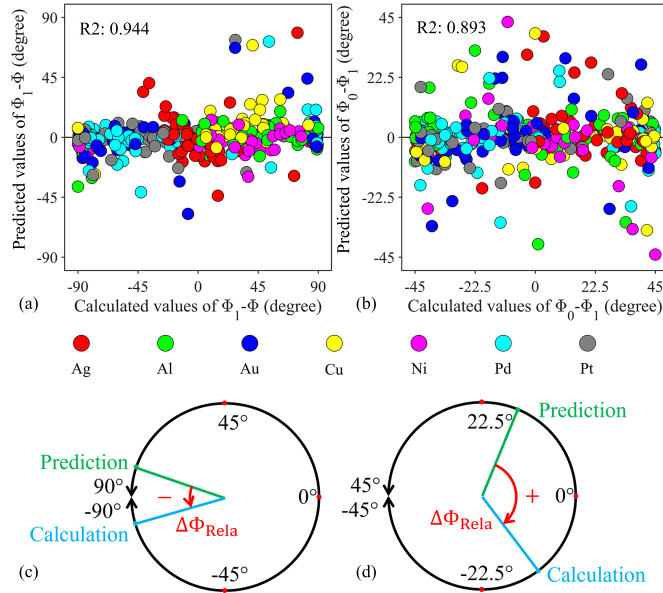 R2: 0.944
90
45
0
-45
-90
Predicted values of Φ₁-Φ (degree)
-90
-45
0
45
90
(a)
Calculated values of Φ₁-Φ (degree)
R2: 0.893
45
22.5
0
-22.5
-45
Predicted values of Φ₀-Φ₁ (degree)
-45
-22.5
0
22.5
45
(b)
Calculated values of Φ₀-Φ₁ (degree)
Ag
Al
Au
Cu
Ni
Pd
Pt
45°
Prediction
90°
-90°
−
0°
Calculation
ΔΦRela
-45°
(c)
Prediction
22.5°
45°
-45°
+
0°
ΔΦRela
-22.5°
Calculation
(d)